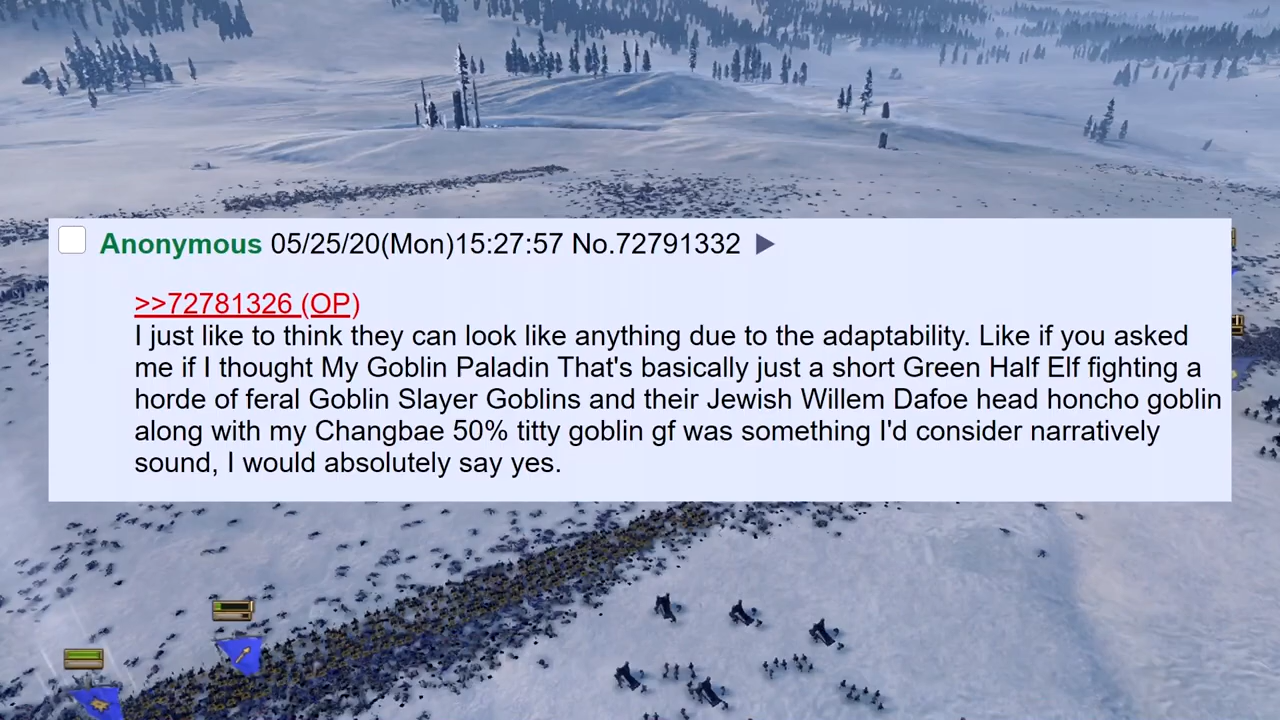 Anonymous 05/25/20(Mon)15:27:57 No.72791332
>>72781326 (OP)
I just like to think they can look like anything due to the adaptability. Like if you asked
me if I thought My Goblin Paladin That's basically just a short Green Half Elf fighting a
horde of feral Goblin Slayer Goblins and their Jewish Willem Dafoe head honcho goblin
along with my Changbae 50% titty goblin gf was something I'd consider narratively
sound, I would absolutely say yes.